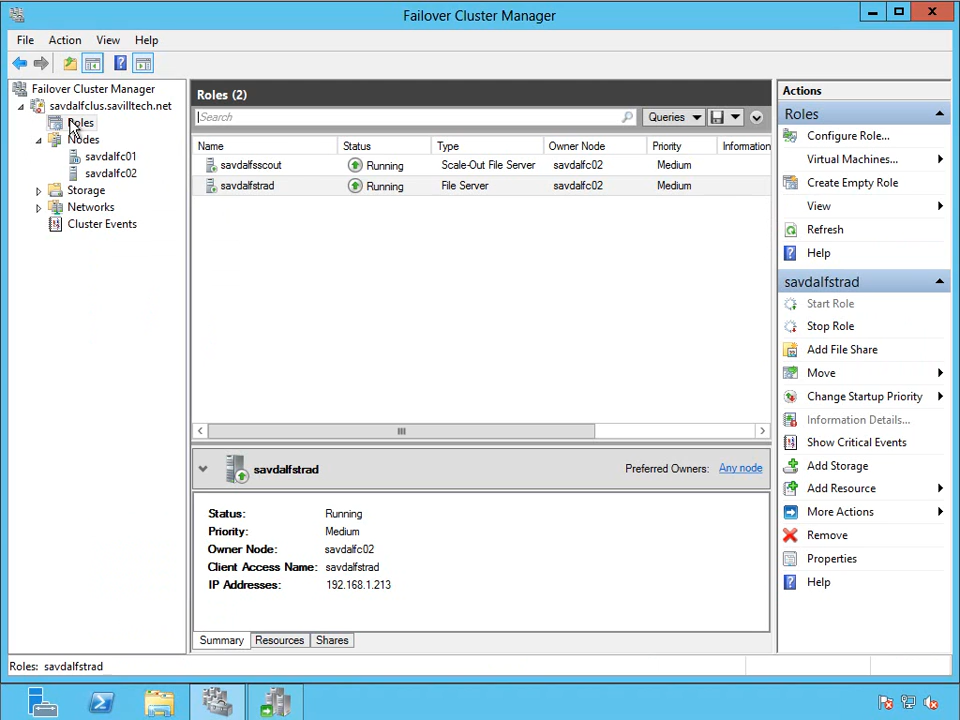 Failover Cluster Manager
File Action View Help
Failover Cluster Manager
savdalfclus.savilltech.net
Roles
Nodes
savdalfc01
savdalfc02
Storage
Networks
Cluster Events
Roles (2)
Search
Queries
Name Status Type Owner Node Priority Information
savdalfsscout Running Scale-Out File Server savdalfc02 Medium
savdalfstrad Running File Server savdalfc02 Medium
savdalfstrad Preferred Owners: Any node
Status: Running
Priority: Medium
Owner Node: savdalfc02
Client Access Name: savdalfstrad
IP Addresses: 192.168.1.213
Summary Resources Shares
Actions
Roles
Configure Role...
Virtual Machines...
Create Empty Role
View
Refresh
Help
savdalfstrad
Start Role
Stop Role
Add File Share
Move
Change Startup Priority
Information Details...
Show Critical Events
Add Storage
Add Resource
More Actions
Remove
Properties
Help
Roles: savdalfstrad